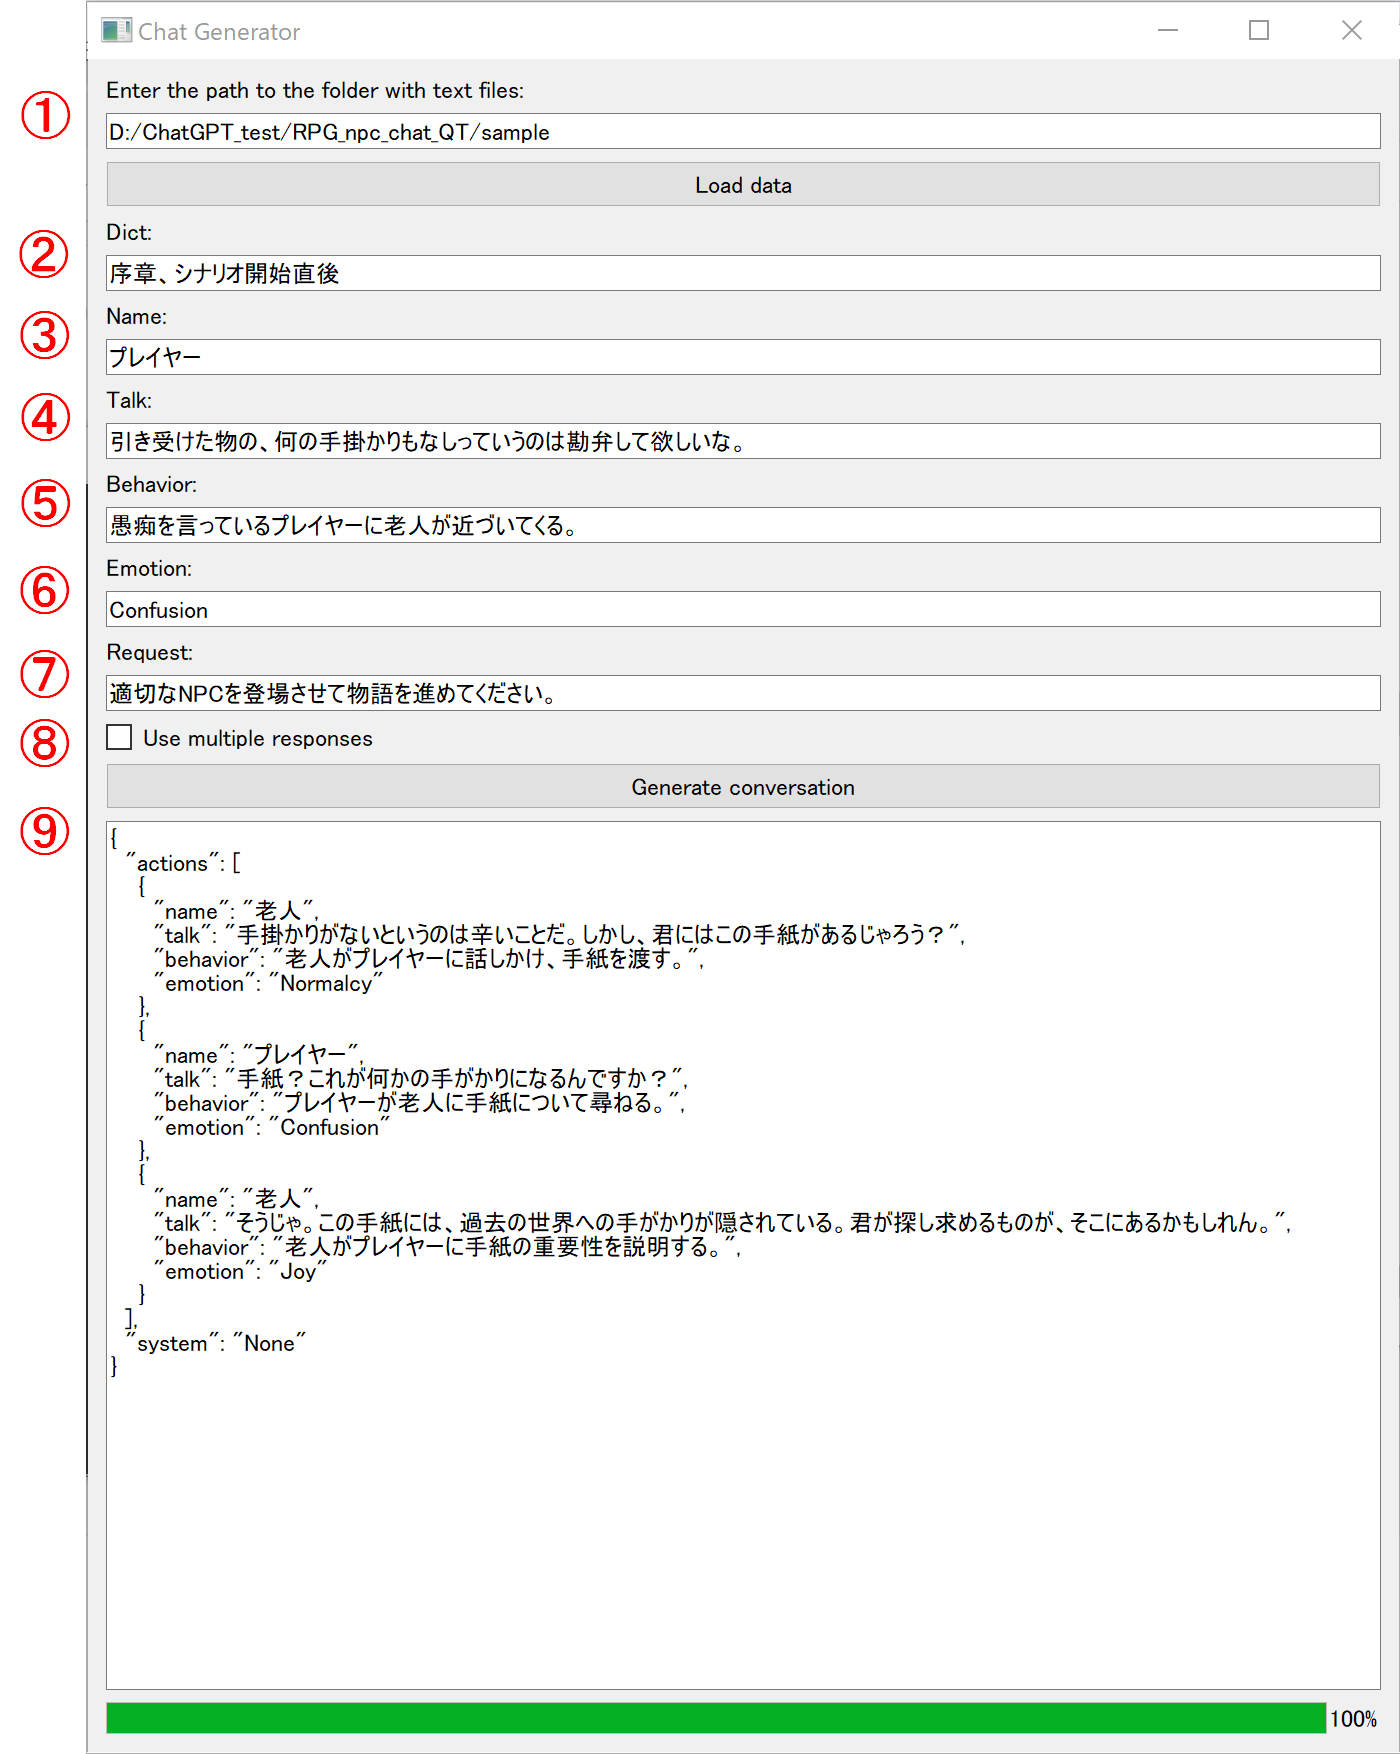 Chat Generator
① Enter the path to the folder with text files:
D:/ChatGPT_test/RPG_npc_chat_QT/sample
Load data
② Dict:
序章、シナリオ開始直後
③ Name:
プレイヤー
④ Talk:
引き受けた物の、何の手掛かりもなしっていうのは勘弁して欲しいな。
⑤ Behavior:
愚痴を言っているプレイヤーに老人が近づいてくる。
⑥ Emotion:
Confusion
⑦ Request:
適切なNPCを登場させて物語を進めてください。
⑧ Use multiple responses
Generate conversation
⑨ {
"actions": [
{
"name": "老人",
"talk": "手掛かりがないというのは辛いことだ。しかし、君にはこの手紙があるじゃろう？",
"behavior": "老人がプレイヤーに話しかけ、手紙を渡す。",
"emotion": "Normalcy"
},
{
"name": "プレイヤー",
"talk": "手紙？これが何かの手がかりになるんですか？",
"behavior": "プレイヤーが老人に手紙について尋ねる。",
"emotion": "Confusion"
},
{
"name": "老人",
"talk": "そうじゃ。この手紙には、過去の世界への手がかりが隠されている。君が探し求めるものが、そこにあるかもしれん。",
"behavior": "老人がプレイヤーに手紙の重要性を説明する。",
"emotion": "Joy"
}
],
"system": "None"
}
100%